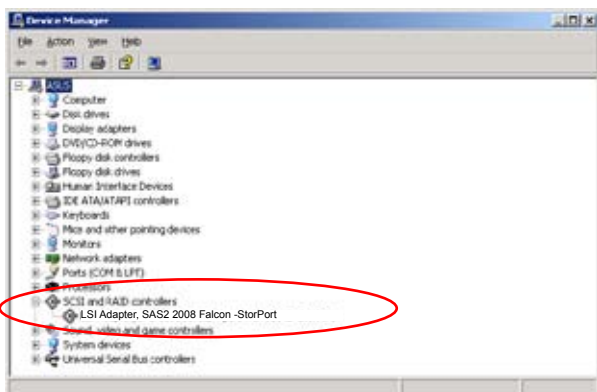 Device Manager
File Action View Help
ASUS
Computer
Disk drives
Display adapters
DVD/CD-ROM drives
Floppy disk controllers
Floppy disk drives
Human Interface Devices
IDE ATA/ATAPI controllers
Keyboards
Mice and other pointing devices
Monitors
Network adapters
Ports (COM & LPT)
Processors
SCSI and RAID controllers
LSI Adapter, SAS2 2008 Falcon -StorPort
Sound, video and game controllers
System devices
Universal Serial Bus controllers